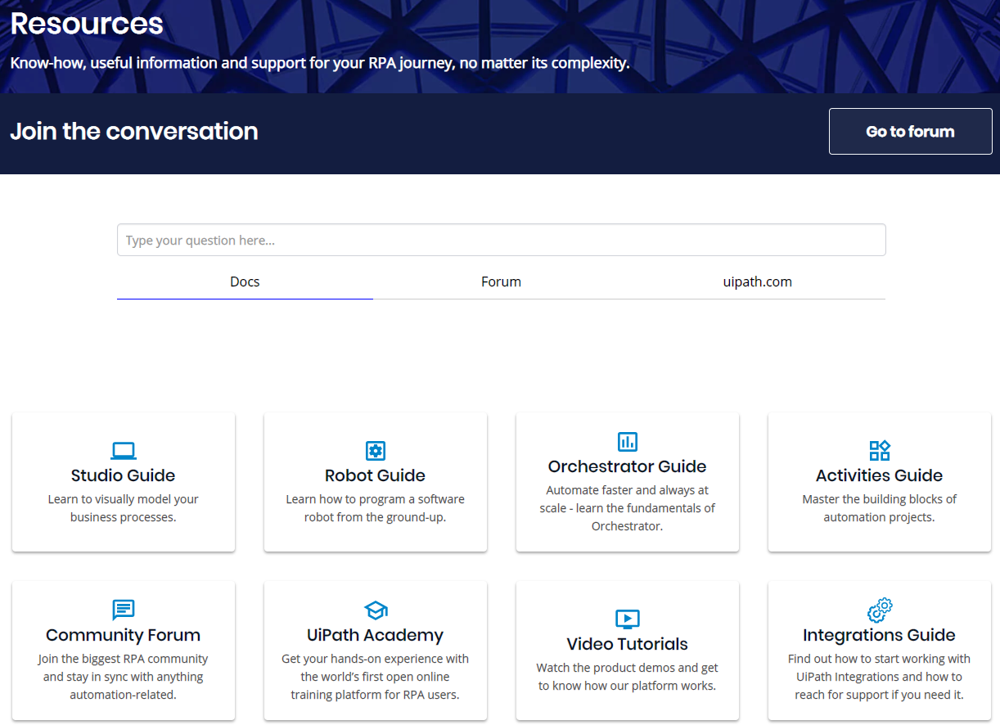 Resources
Know-how, useful information and support for your RPA journey, no matter its complexity.
Join the conversation
Go to forum
Type your question here...
Docs
Forum
uipath.com
Studio Guide
Learn to visually model your
business processes.
Robot Guide
Learn how to program a software
robot from the ground-up.
Orchestrator Guide
Automate faster and always at
scale - learn the fundamentals of
Orchestrator.
Activities Guide
Master the building blocks of
automation projects.
Community Forum
Join the biggest RPA community
and stay in sync with anything
automation-related.
UiPath Academy
Get your hands-on experience with
the world’s first open online
training platform for RPA users.
Video Tutorials
Watch the product demos and get
to know how our platform works.
Integrations Guide
Find out how to start working with
UiPath Integrations and how to
reach for support if you need it.